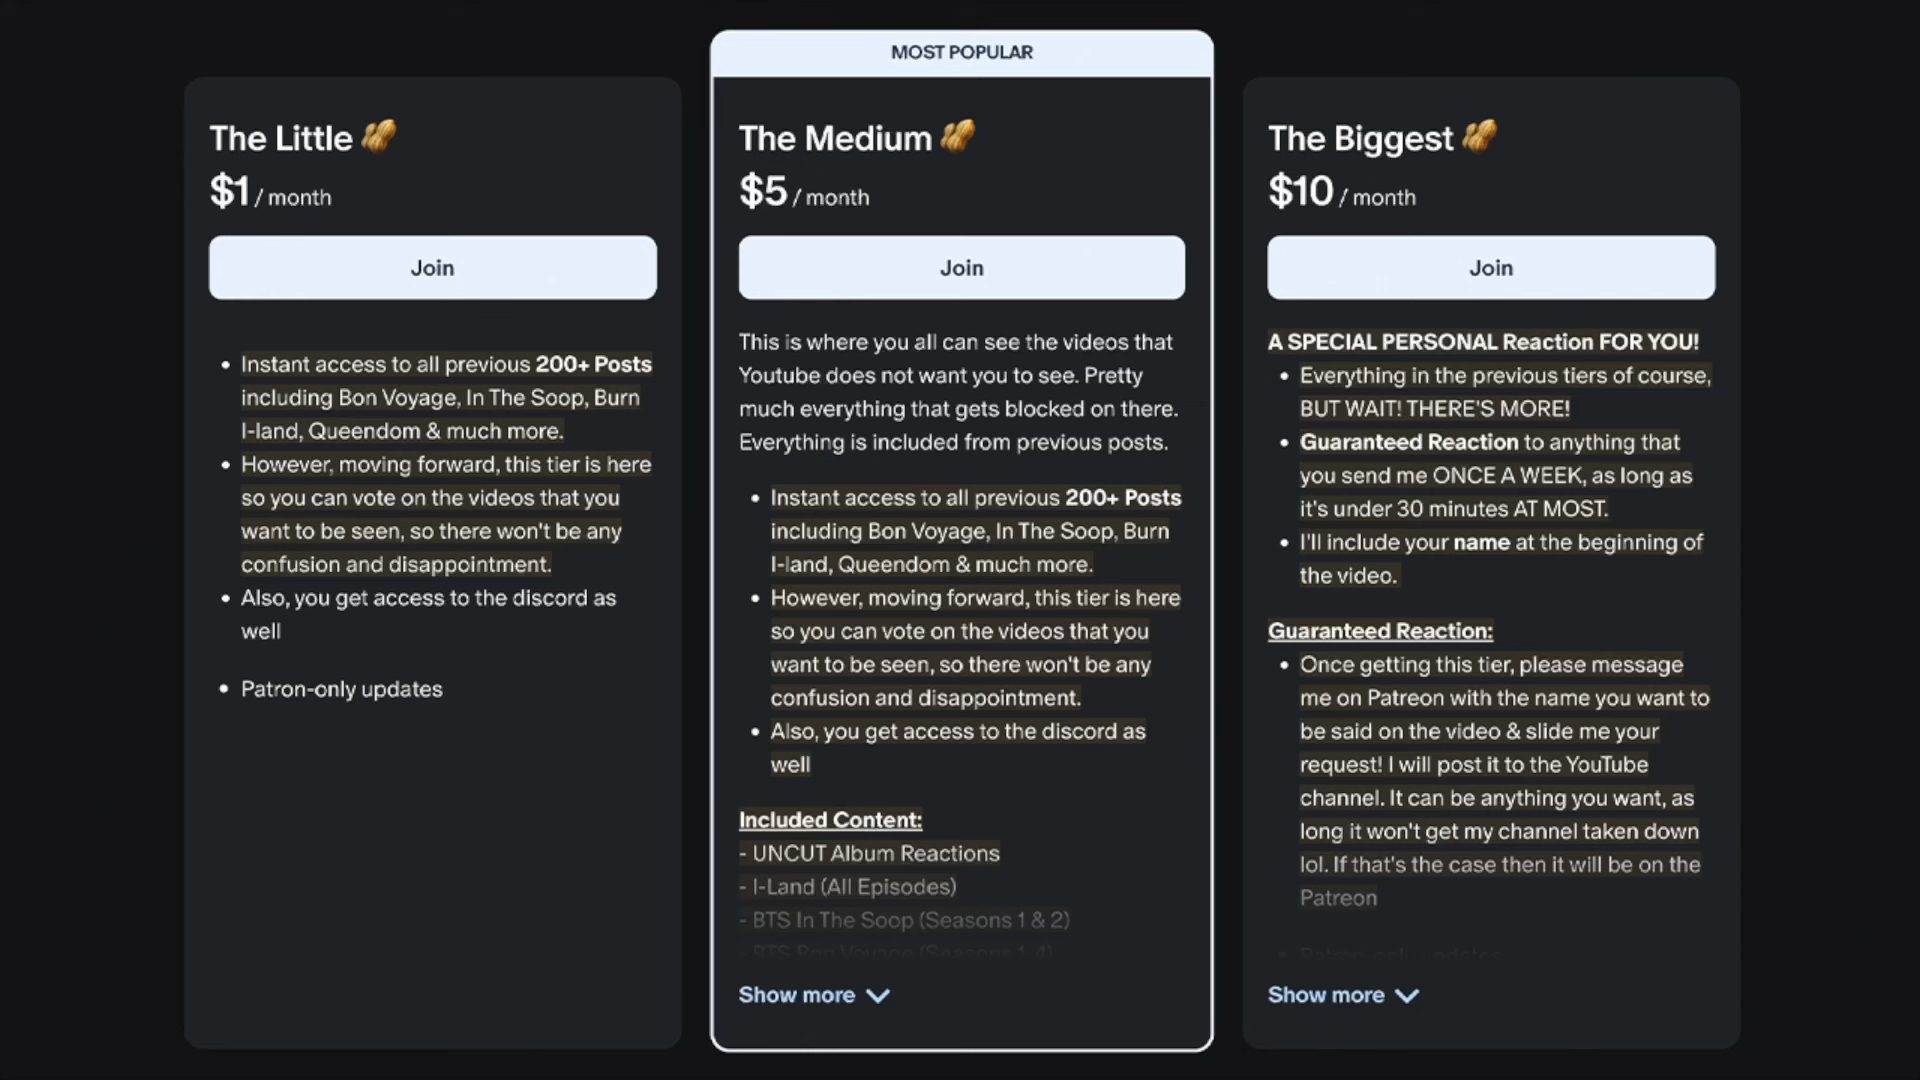 MOST POPULAR
The Little 🥜
$1 / month
Join
• Instant access to all previous 200+ Posts
including Bon Voyage, In The Soop, Burn
I-land, Queendom & much more.
• However, moving forward, this tier is here
so you can vote on the videos that you
want to be seen, so there won't be any
confusion and disappointment.
• Also, you get access to the discord as
well
• Patron-only updates
The Medium 🥜
$5 / month
Join
This is where you all can see the videos that
Youtube does not want you to see. Pretty
much everything that gets blocked on there.
Everything is included from previous posts.
• Instant access to all previous 200+ Posts
including Bon Voyage, In The Soop, Burn
I-land, Queendom & much more.
• However, moving forward, this tier is here
so you can vote on the videos that you
want to be seen, so there won't be any
confusion and disappointment.
• Also, you get access to the discord as
well
Included Content:
- UNCUT Album Reactions
- I-Land (All Episodes)
- BTS In The Soop (Seasons 1 & 2)
- BTS Bon Voyage (Seasons 1-4)
Show more
The Biggest 🥜
$10 / month
Join
A SPECIAL PERSONAL Reaction FOR YOU!
• Everything in the previous tiers of course,
BUT WAIT! THERE'S MORE!
• Guaranteed Reaction to anything that
you send me ONCE A WEEK, as long as
it's under 30 minutes AT MOST.
• I'll include your name at the beginning of
the video.
Guaranteed Reaction:
• Once getting this tier, please message
me on Patreon with the name you want to
be said on the video & slide me your
request! I will post it to the YouTube
channel. It can be anything you want, as
long it won't get my channel taken down
lol. If that's the case then it will be on the
Patreon
• Patron-only updates
Show more